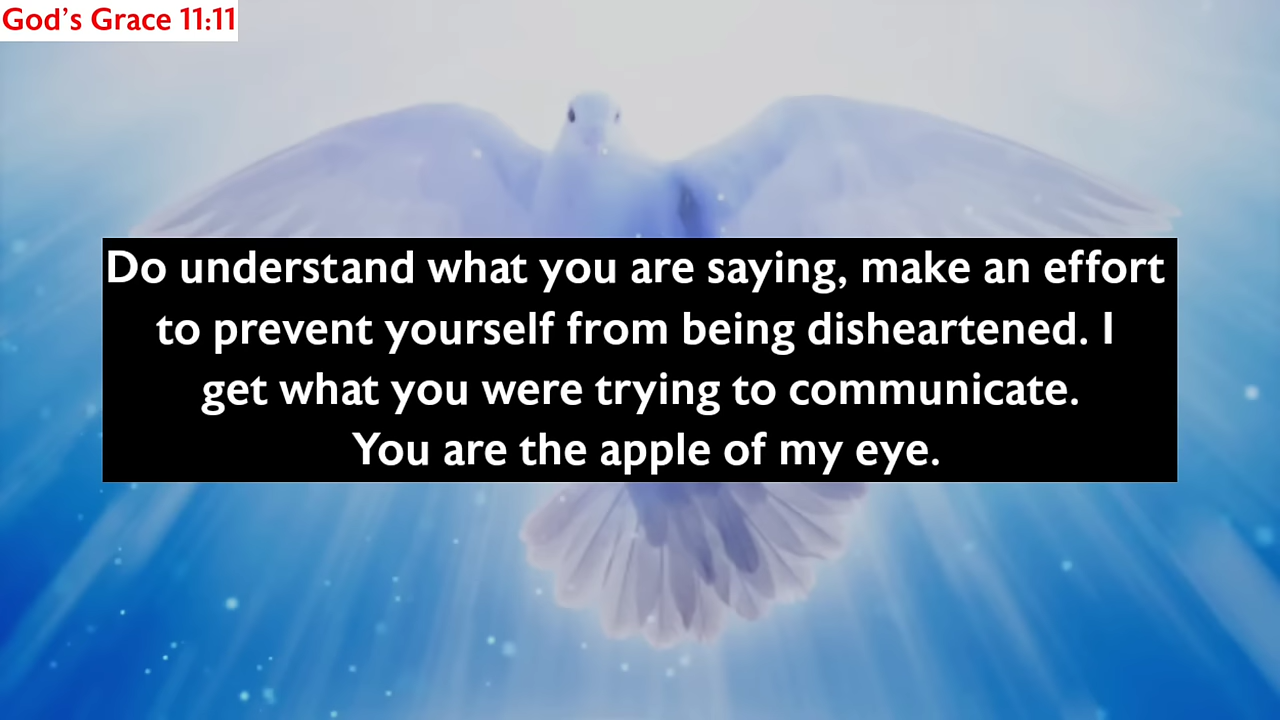 God’s Grace 11:11
Do understand what you are saying, make an effort
to prevent yourself from being disheartened. I
get what you were trying to communicate.
You are the apple of my eye.